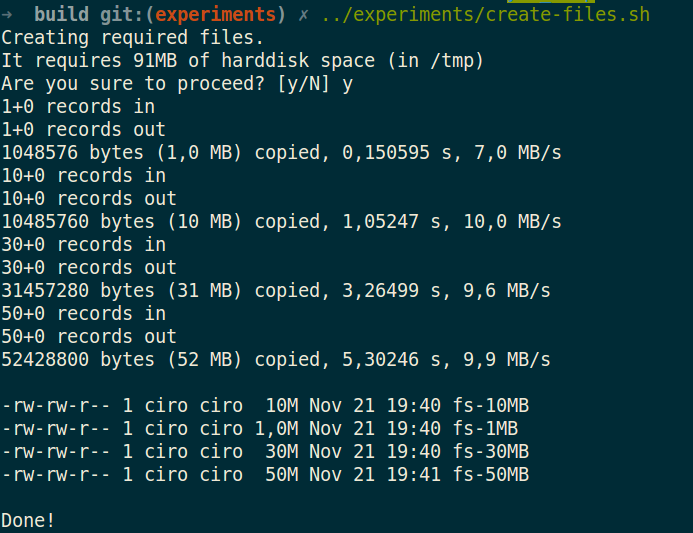 ➜  build git:(experiments) ✗ ../experiments/create-files.sh
Creating required files.
It requires 91MB of harddisk space (in /tmp)
Are you sure to proceed? [y/N] y
1+0 records in
1+0 records out
1048576 bytes (1,0 MB) copied, 0,150595 s, 7,0 MB/s
10+0 records in
10+0 records out
10485760 bytes (10 MB) copied, 1,05247 s, 10,0 MB/s
30+0 records in
30+0 records out
31457280 bytes (31 MB) copied, 3,26499 s, 9,6 MB/s
50+0 records in
50+0 records out
52428800 bytes (52 MB) copied, 5,30246 s, 9,9 MB/s
-rw-rw-r-- 1 ciro ciro  10M Nov 21 19:40 fs-10MB
-rw-rw-r-- 1 ciro ciro 1,0M Nov 21 19:40 fs-1MB
-rw-rw-r-- 1 ciro ciro  30M Nov 21 19:40 fs-30MB
-rw-rw-r-- 1 ciro ciro  50M Nov 21 19:41 fs-50MB
Done!